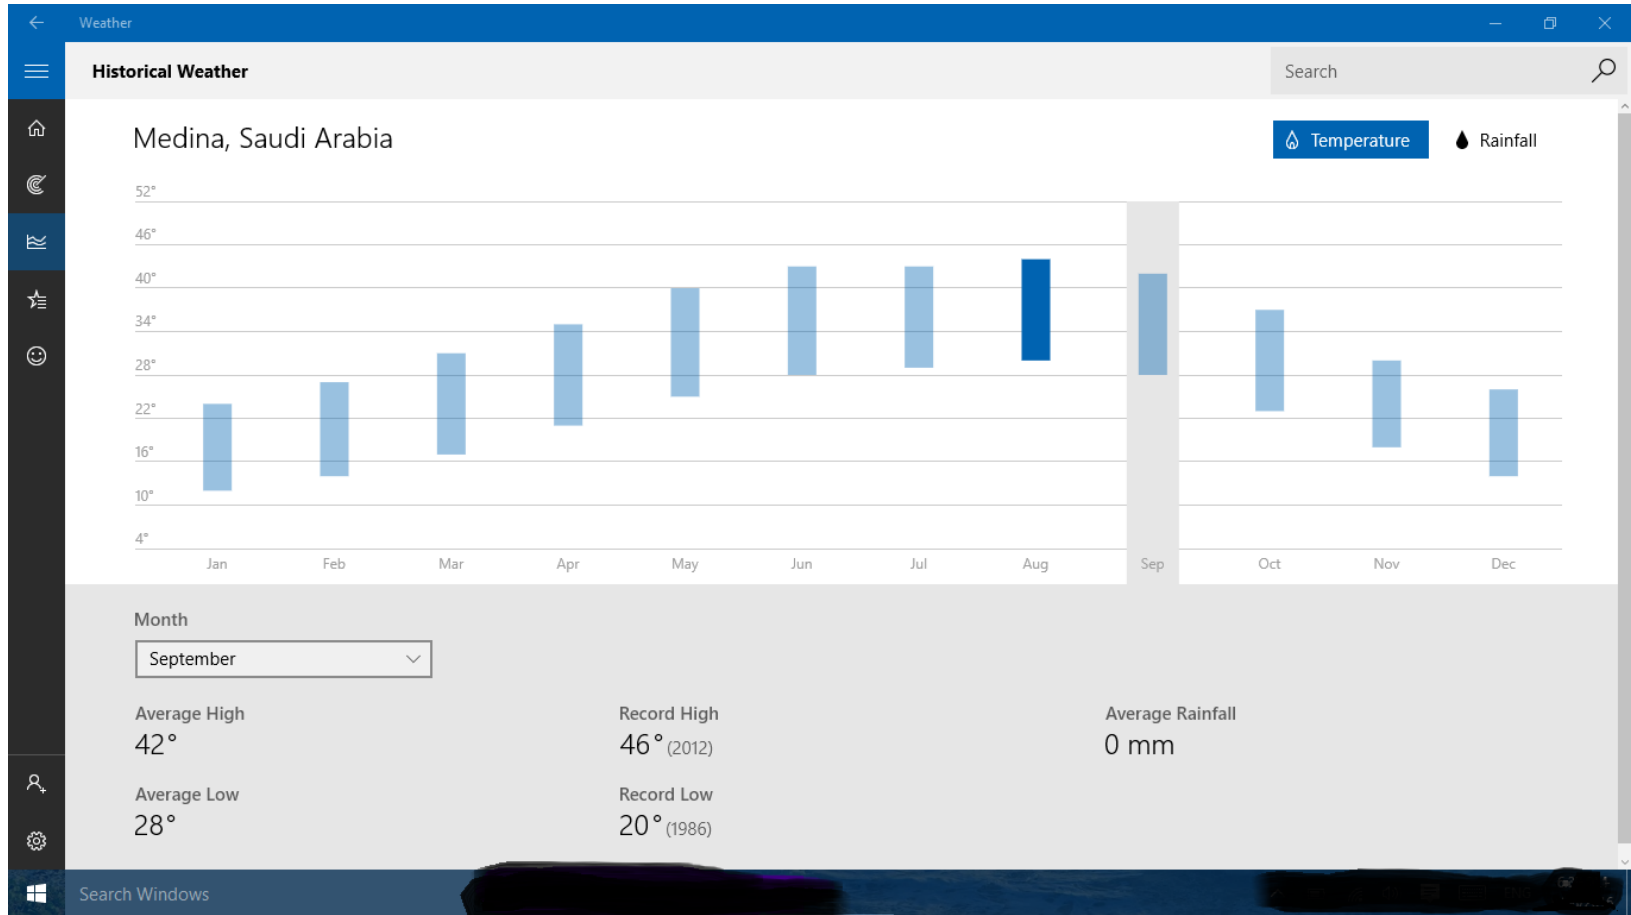 Weather
Historical Weather
Search
Medina, Saudi Arabia
Temperature
Rainfall
52°
46°
40°
34°
28°
22°
16°
10°
4°
Jan Feb Mar Apr May Jun Jul Aug Sep Oct Nov Dec
Month
September
Average High
42°
Record High
46° (2012)
Average Rainfall
0 mm
Average Low
28°
Record Low
20° (1986)
Search Windows